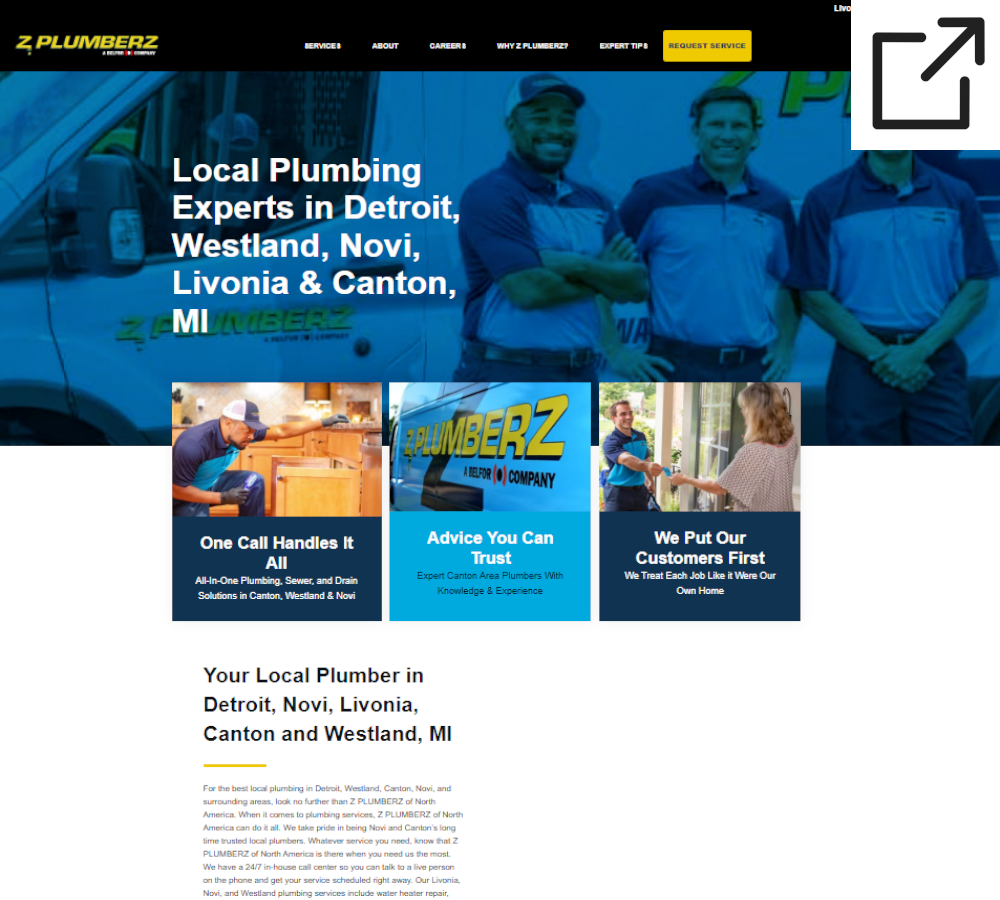 Livo
Z PLUMBERZ
A BELFOR COMPANY
SERVICES
ABOUT
CAREERS
WHY Z PLUMBERZ?
EXPERT TIPS
REQUEST SERVICE
Local Plumbing
Experts in Detroit,
Westland, Novi,
Livonia & Canton,
MI
Z PLUMBERZ
A BELFOR COMPANY
Z PLUMBERZ
A BELFOR COMPANY
One Call Handles It
All
All-In-One Plumbing, Sewer, and Drain
Solutions in Canton, Westland & Novi
Advice You Can
Trust
Expert Canton Area Plumbers With
Knowledge & Experience
We Put Our
Customers First
We Treat Each Job Like it Were Our
Own Home
Your Local Plumber in
Detroit, Novi, Livonia,
Canton and Westland, MI
For the best local plumbing in Detroit, Westland, Canton, Novi, and
surrounding areas, look no further than Z PLUMBERZ of North
America. When it comes to plumbing services, Z PLUMBERZ of North
America can do it all. We take pride in being Novi and Canton's long
time trusted local plumbers. Whatever service you need, know that Z
PLUMBERZ of North America is there when you need us the most.
We have a 24/7 in-house call center so you can talk to a live person
on the phone and get your service scheduled right away. Our Livonia,
Novi, and Westland plumbing services include water heater repair,